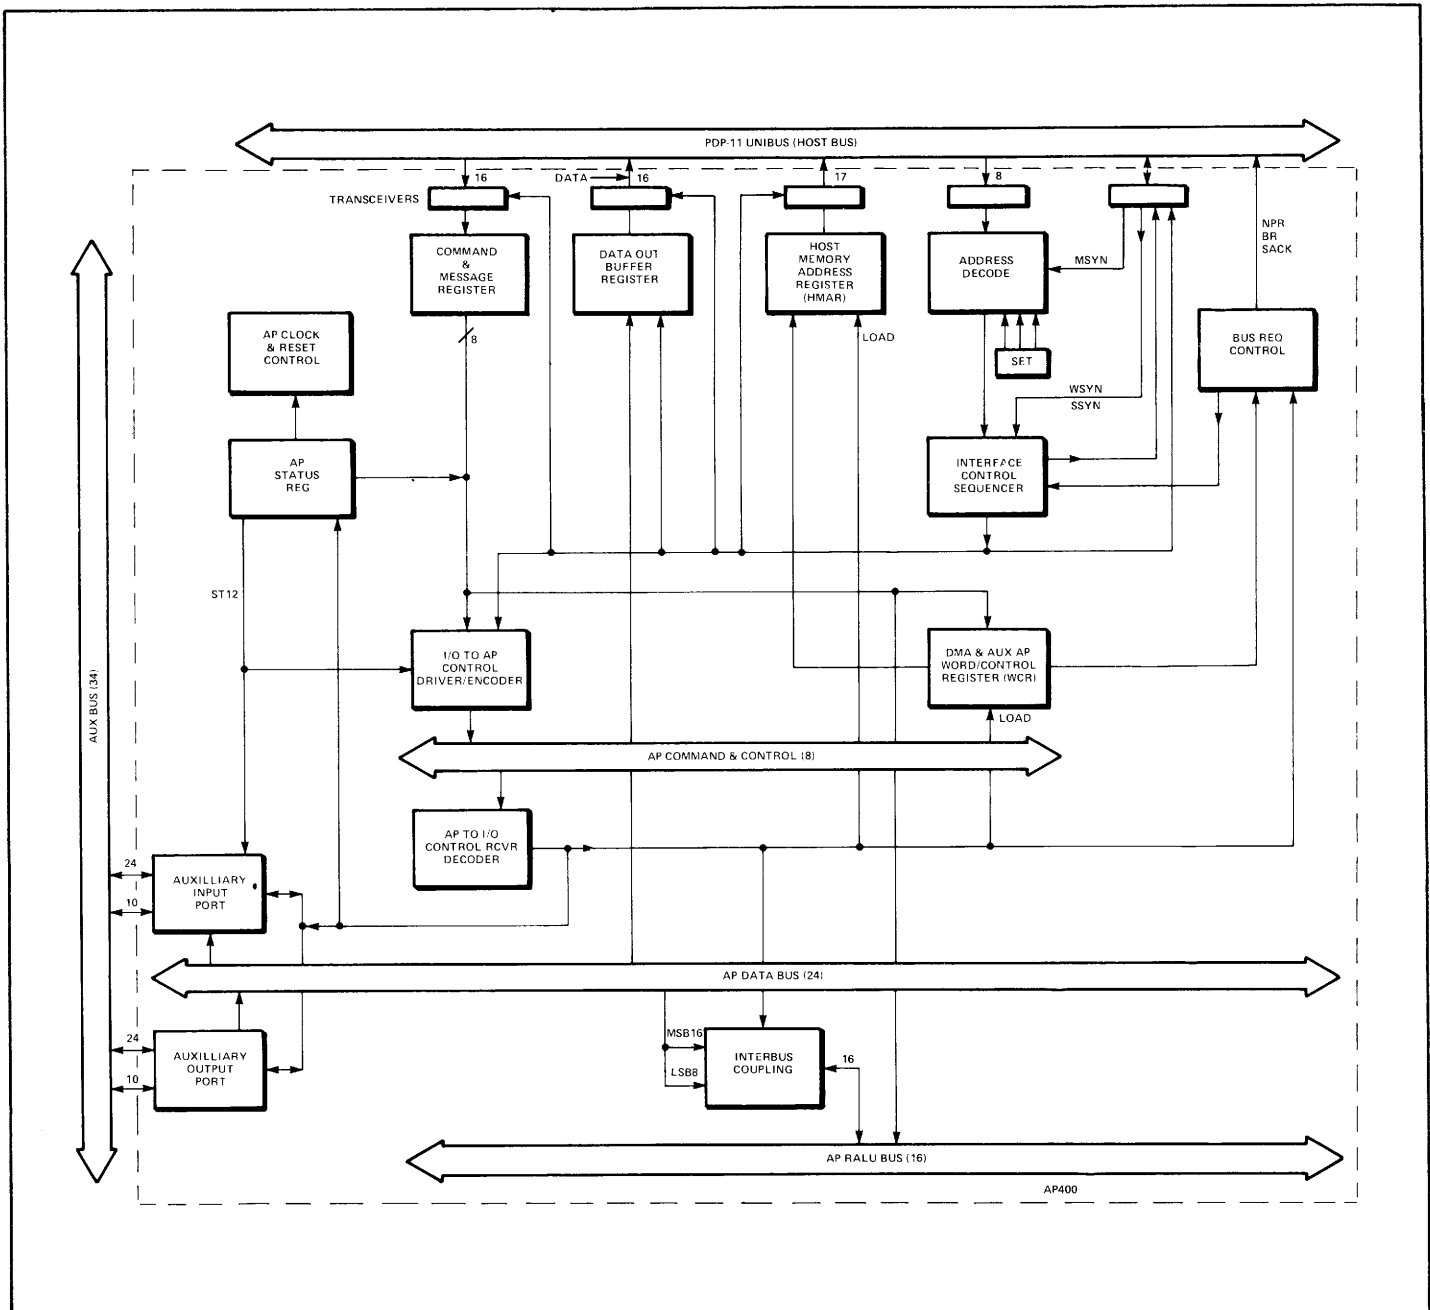 PDP-11 UNIBUS (HOST BUS)
16
DATA
16
17
8
TRANSCEIVERS
NPR
BR
SACK
COMMAND
&
MESSAGE
REGISTER
DATA OUT
BUFFER
REGISTER
HOST
MEMORY
ADDRESS
REGISTER
(HMAR)
ADDRESS
DECODE
MSYN
AP CLOCK
& RESET
CONTROL
8
LOAD
SET
BUS REQ
CONTROL
WSYN
SSYN
AP
STATUS
REG
INTERFACE
CONTROL
SEQUENCER
ST12
I/O TO AP
CONTROL
DRIVER/ENCODER
DMA & AUX AP
WORD/CONTROL
REGISTER (WCR)
LOAD
AUX BUS (34)
AP COMMAND & CONTROL (8)
AP TO I/O
CONTROL RCVR
DECODER
24
10
AUXILLIARY
INPUT
PORT
AP DATA BUS (24)
24
10
AUXILLIARY
OUTPUT
PORT
MSB16
LSB8
INTERBUS
COUPLING
16
AP RALU BUS (16)
AP400